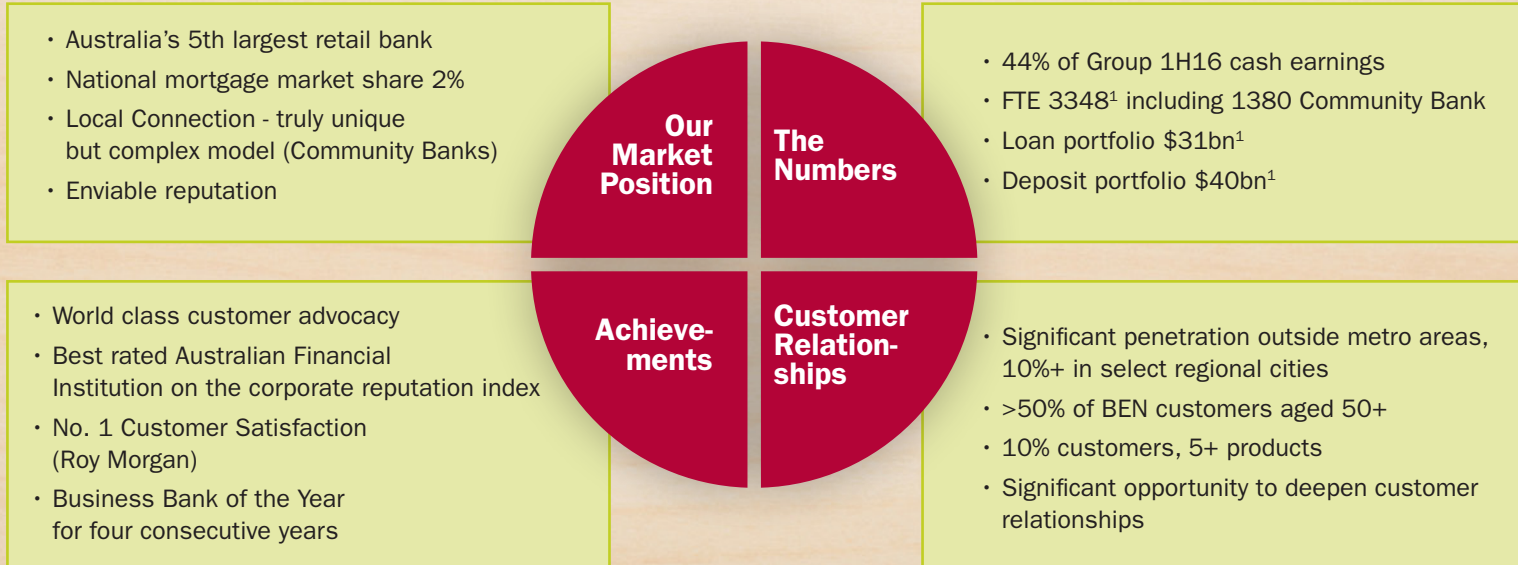 · Australia's 5th largest retail bank
· National mortgage market share 2%
· Local Connection - truly unique
but complex model (Community Banks)
· Enviable reputation
Our
Market
Position
The
Numbers
· 44% of Group 1H16 cash earnings
· FTE 3348¹ including 1380 Community Bank
· Loan portfolio $31bn¹
· Deposit portfolio $40bn¹
· World class customer advocacy
· Best rated Australian Financial
Institution on the corporate reputation index
· No. 1 Customer Satisfaction
(Roy Morgan)
· Business Bank of the Year
for four consecutive years
Achieve-
ments
Customer
Relation-
ships
· Significant penetration outside metro areas,
10%+ in select regional cities
· >50% of BEN customers aged 50+
· 10% customers, 5+ products
· Significant opportunity to deepen customer
relationships